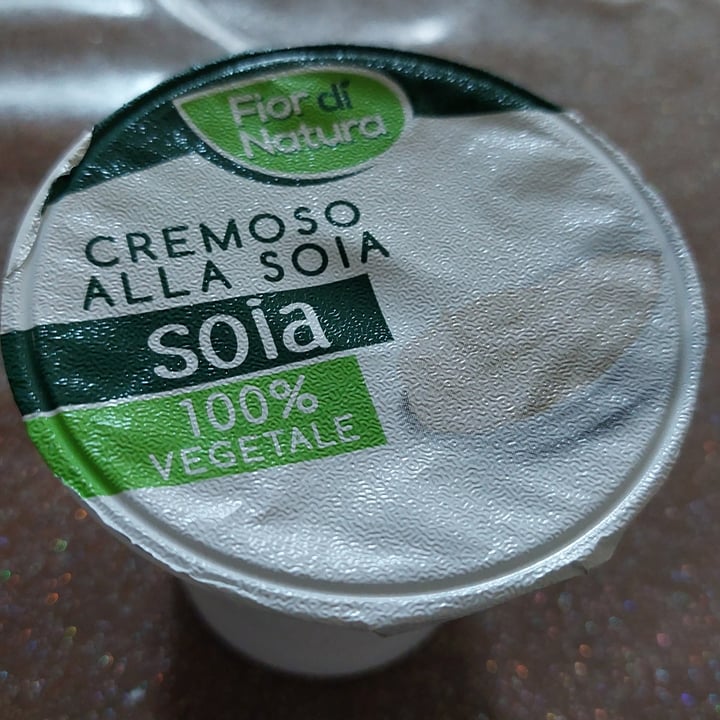 Fior di
Natura
CREMOSO
ALLA SOIA
soia
100%
VEGETALE